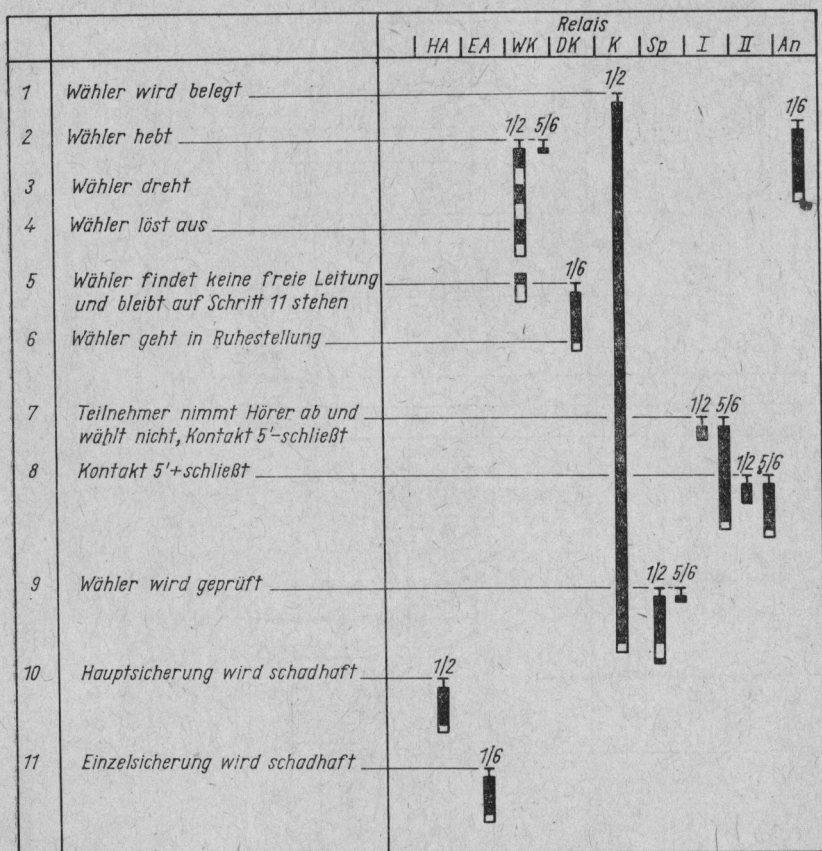 Relais
HA EA WK DK K Sp I II An
1/2
1 Wähler wird belegt
1/6
2 Wähler hebt 1/2 5/6
3 Wähler dreht
4 Wähler löst aus
5 Wähler findet keine freie Leitung 1/6
und bleibt auf Schritt 11 stehen
6 Wähler geht in Ruhestellung
7 Teilnehmer nimmt Hörer ab und 1/2 5/6
wählt nicht, Kontakt 5'-schließt
8 Kontakt 5'+schließt 1/2 5/6
9 Wähler wird geprüft 1/2 5/6
10 Hauptsicherung wird schadhaft 1/2
11 Einzelsicherung wird schadhaft 1/6